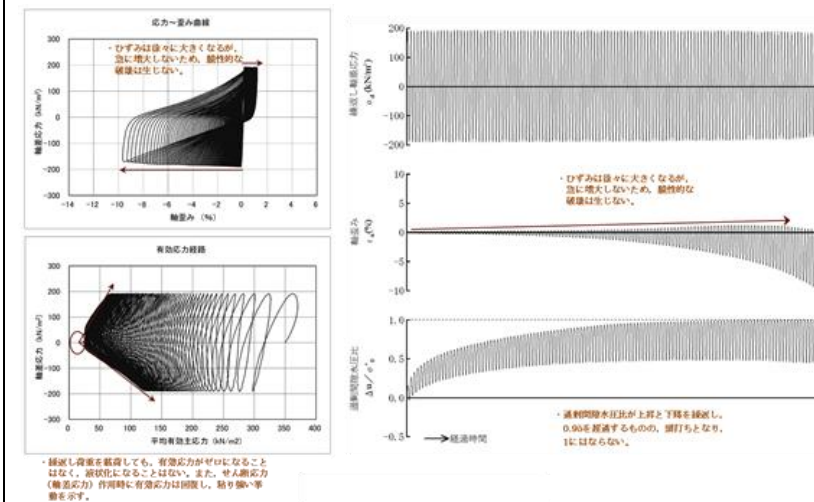 応力～歪み曲線
・ひずみは徐々に大きくなるが、
急に増大しないため、脆性的な
破壊は生じない。
軸差応力 (kN/m²)
300
200
100
0
-100
-200
-300
-14 -12 -10 -8 -6 -4 -2 0 2 4 6
軸歪み (%)
有効応力経路
軸差応力 (kN/m²)
300
200
100
0
-100
-200
-300
0 50 100 150 200 250 300 350 400
平均有効主応力 (kN/m2)
・繰返し荷重を載荷しても、有効応力がゼロになること
はなく、液状化になることはない。また、せん断応力
(軸差応力) 作用時に有効応力は回復し、粘り強い挙
動を示す。
繰返し軸差応力
σd(kN/m²)
200
100
0
-100
-200
・ひずみは徐々に大きくなるが、
急に増大しないため、脆性的な
破壊は生じない。
軸歪み
εa(%)
10
5
0
-5
-10
過剰間隙水圧比
Δu/σ'0
1.0
0.5
0.0
-0.5
経過時間
・過剰間隙水圧比が上昇と下降を繰返し、
0.95を超過するものの、頭打ちとなり、
1にはならない。